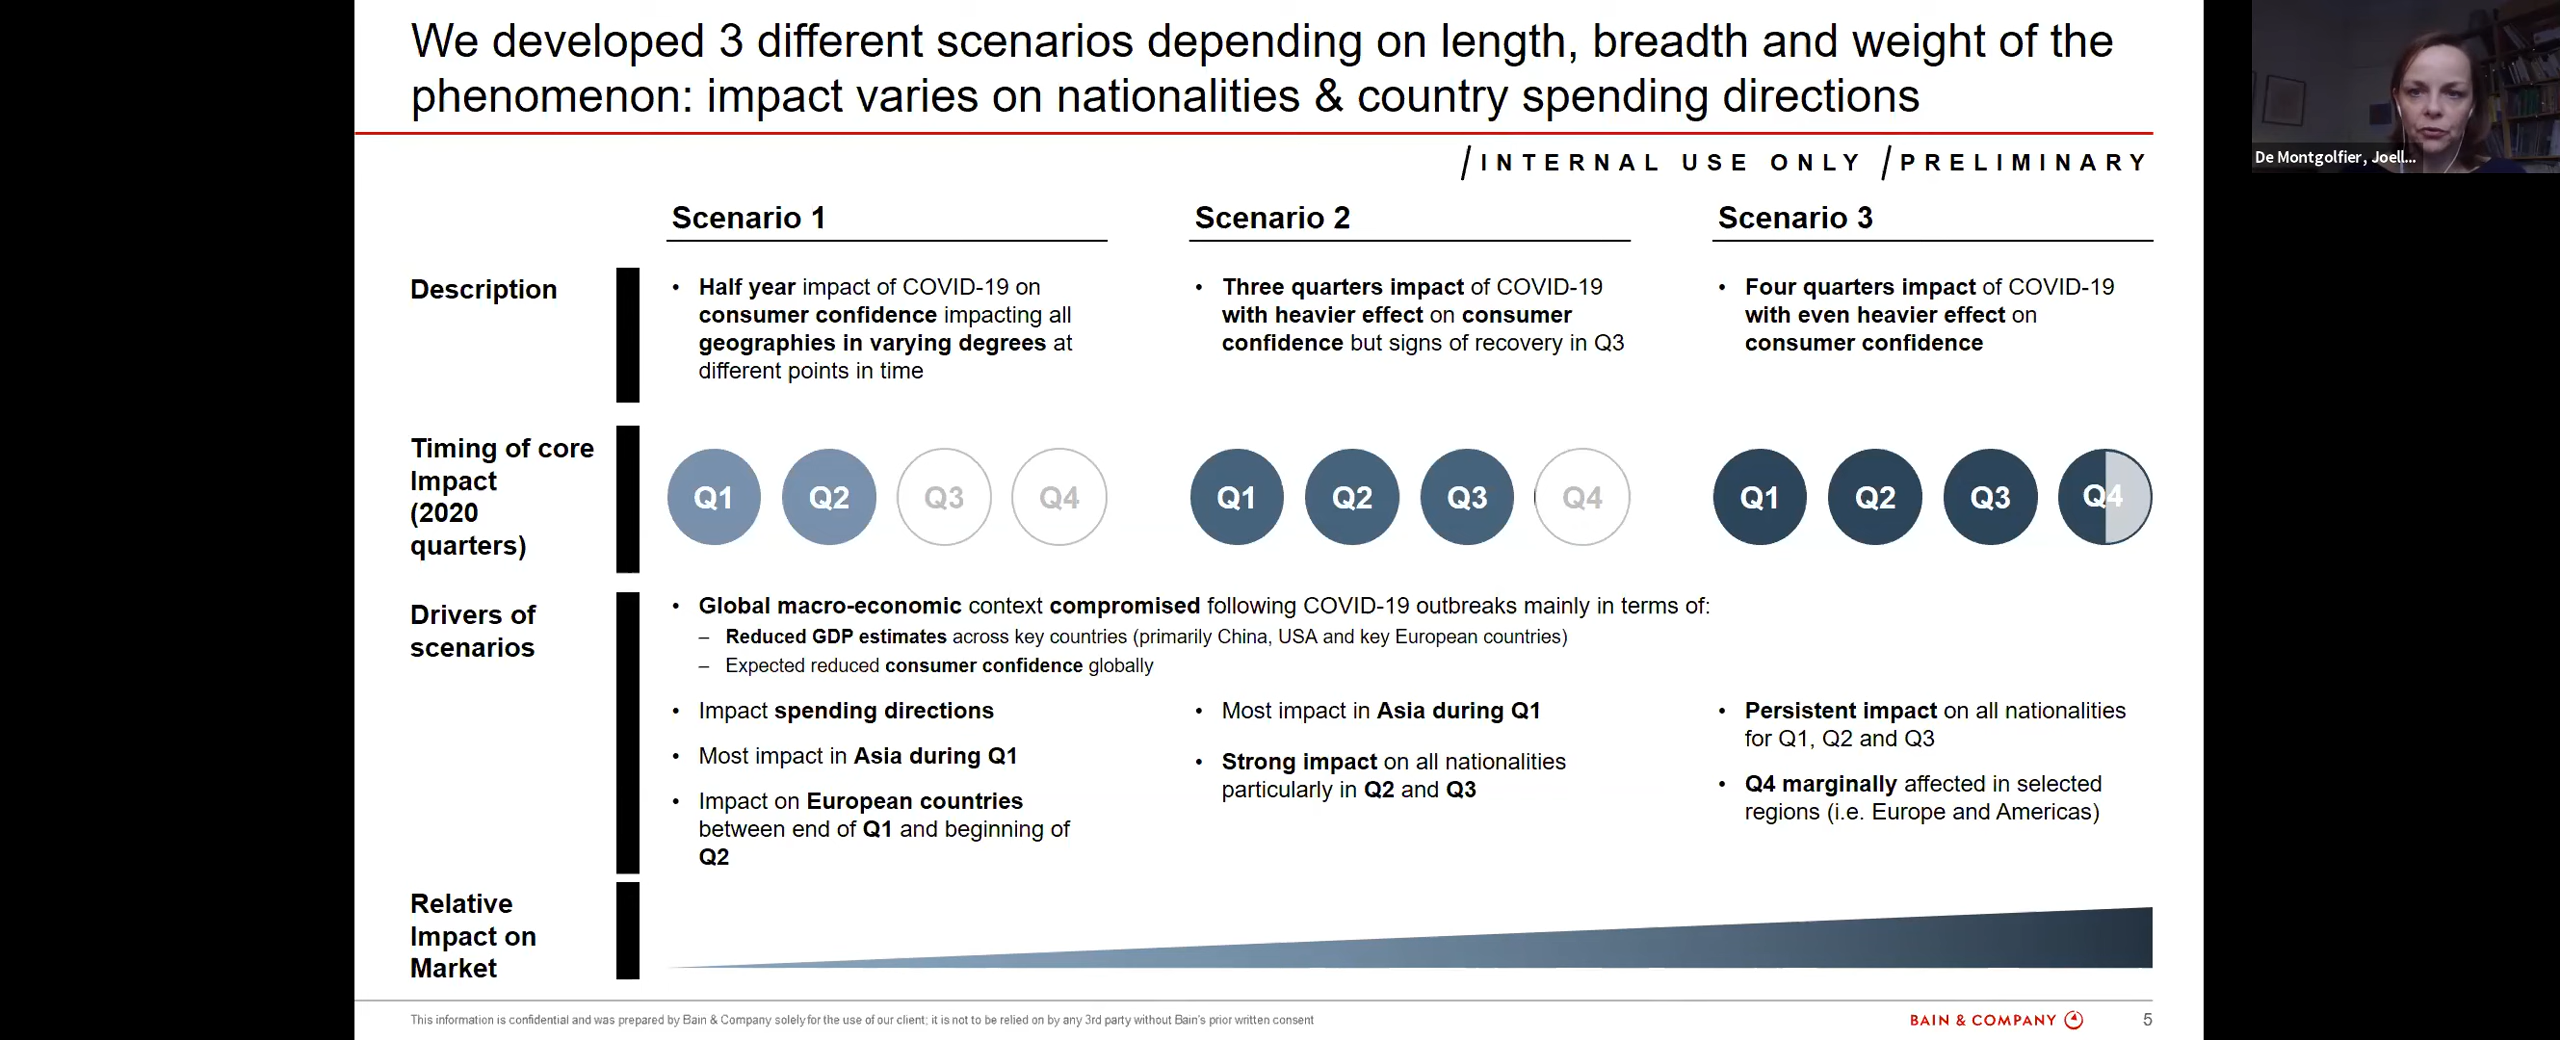 We developed 3 different scenarios depending on length, breadth and weight of the
phenomenon: impact varies on nationalities & country spending directions
De Montgolfier, Joell...
INTERNAL USE ONLY PRELIMINARY
Scenario 1
Scenario 2
Scenario 3
Description
• Half year impact of COVID-19 on
consumer confidence impacting all
geographies in varying degrees at
different points in time
• Three quarters impact of COVID-19
with heavier effect on consumer
confidence but signs of recovery in Q3
• Four quarters impact of COVID-19
with even heavier effect on
consumer confidence
Timing of core
Impact
(2020
quarters)
Q1 Q2 Q3 Q4
Q1 Q2 Q3 Q4
Q1 Q2 Q3 Q4
Drivers of
scenarios
• Global macro-economic context compromised following COVID-19 outbreaks mainly in terms of:
– Reduced GDP estimates across key countries (primarily China, USA and key European countries)
– Expected reduced consumer confidence globally
• Impact spending directions
• Most impact in Asia during Q1
• Impact on European countries
between end of Q1 and beginning of
Q2
• Most impact in Asia during Q1
• Strong impact on all nationalities
particularly in Q2 and Q3
• Persistent impact on all nationalities
for Q1, Q2 and Q3
• Q4 marginally affected in selected
regions (i.e. Europe and Americas)
Relative
Impact on
Market
This information is confidential and was prepared by Bain & Company solely for the use of our client; it is not to be relied on by any 3rd party without Bain's prior written consent
BAIN & COMPANY
5